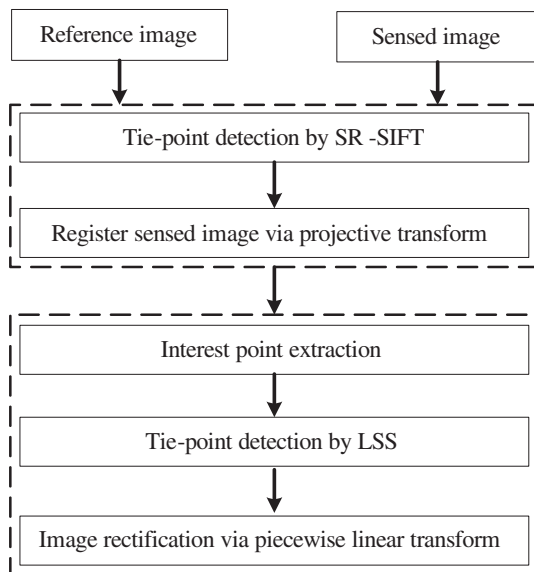 Reference image
Sensed image
Tie-point detection by SR -SIFT
Register sensed image via projective transform
Interest point extraction
Tie-point detection by LSS
Image rectification via piecewise linear transform